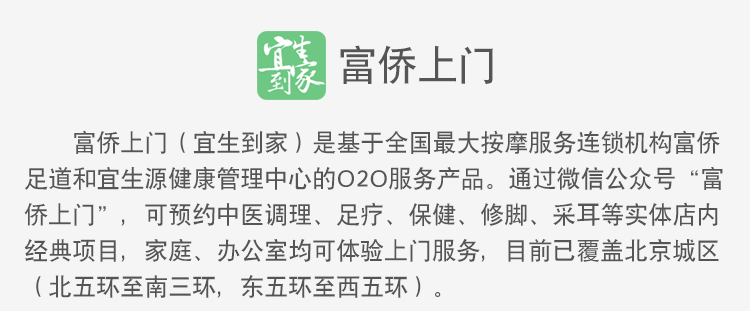 宜生到家
富侨上门
富侨上门（宜生到家）是基于全国最大按摩服务连锁机构富侨
足道和宜生源健康管理中心的O2O服务产品。通过微信公众号“富
侨上门”，可预约中医调理、足疗、保健、修脚、采耳等实体店内
经典项目，家庭、办公室均可体验上门服务，目前已覆盖北京城区
（北五环至南三环，东五环至西五环）。